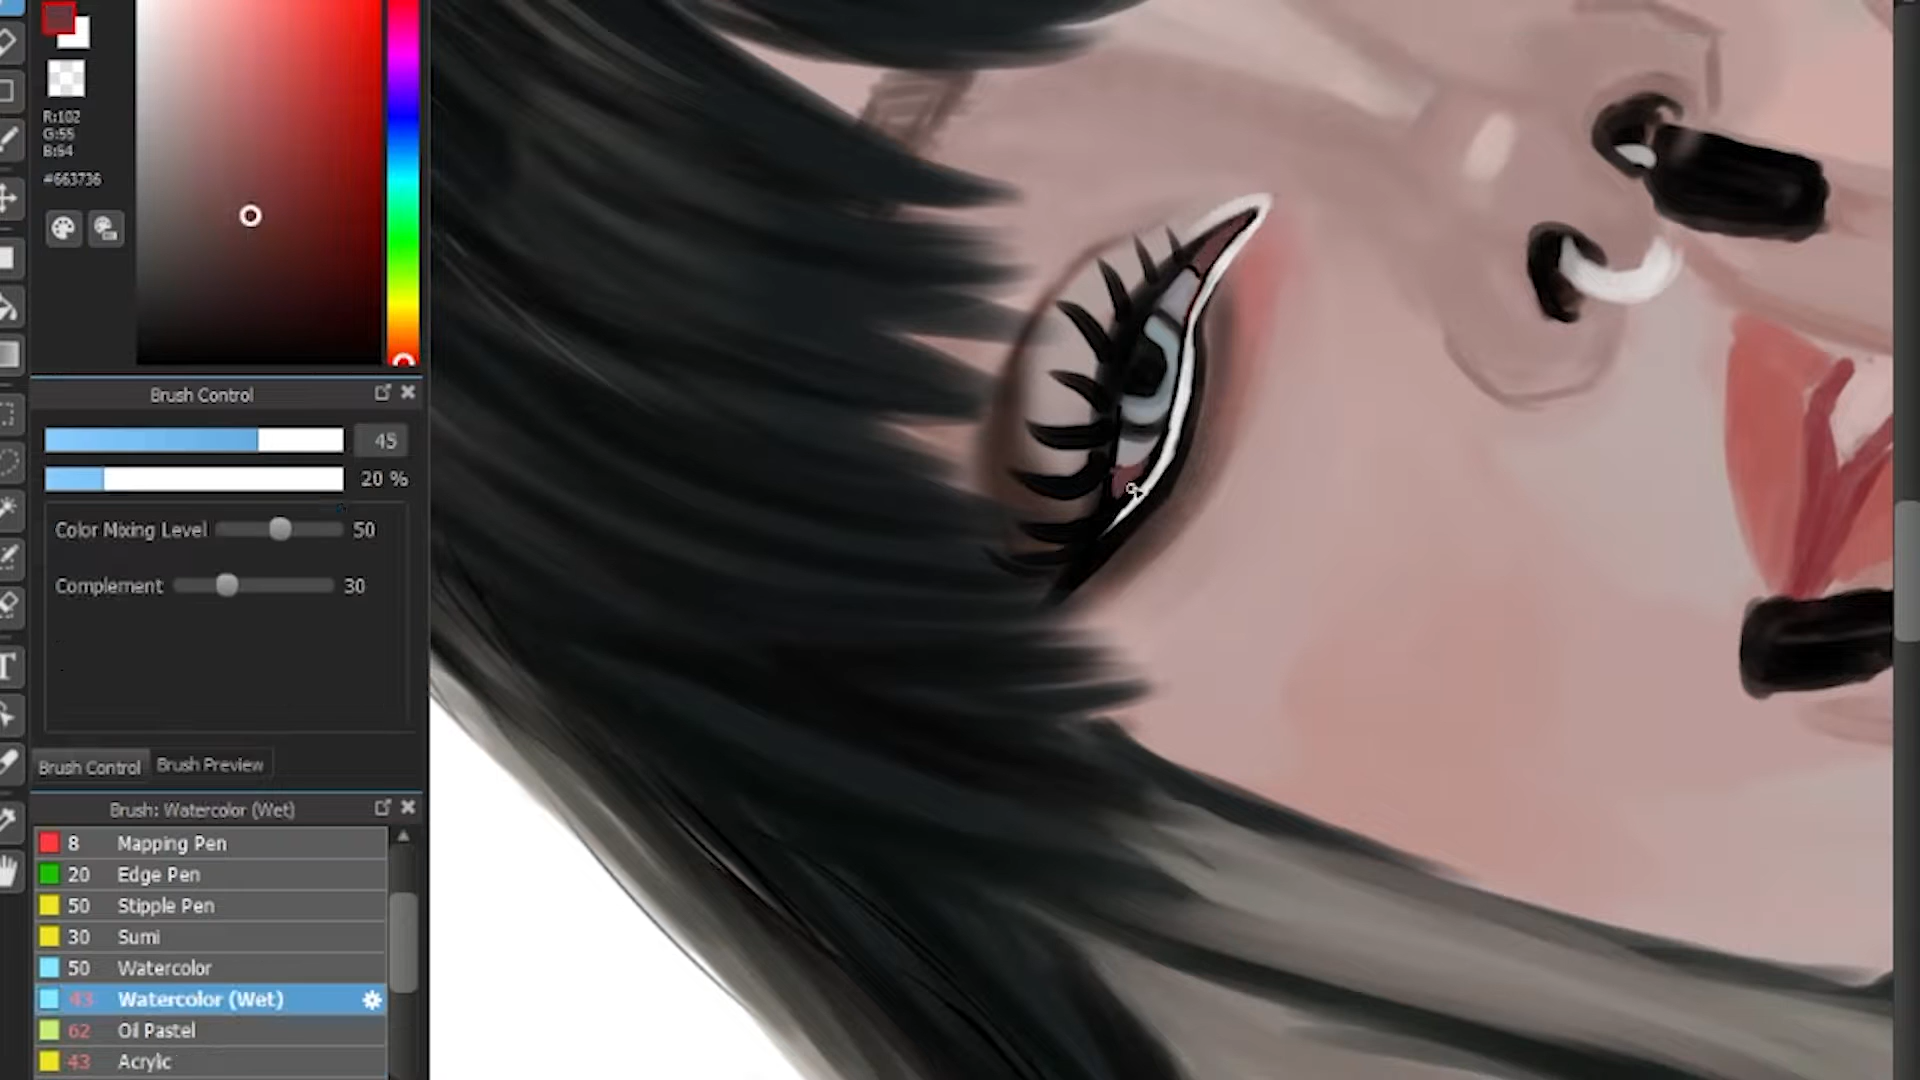 R:102
G:55
B:54
#663736
Brush Control
45
20 %
Color Mixing Level 50
Complement 30
Brush Control Brush Preview
Brush: Watercolor (Wet)
8 Mapping Pen
20 Edge Pen
50 Stipple Pen
30 Sumi
50 Watercolor
43 Watercolor (Wet)
62 Oil Pastel
43 Acrylic